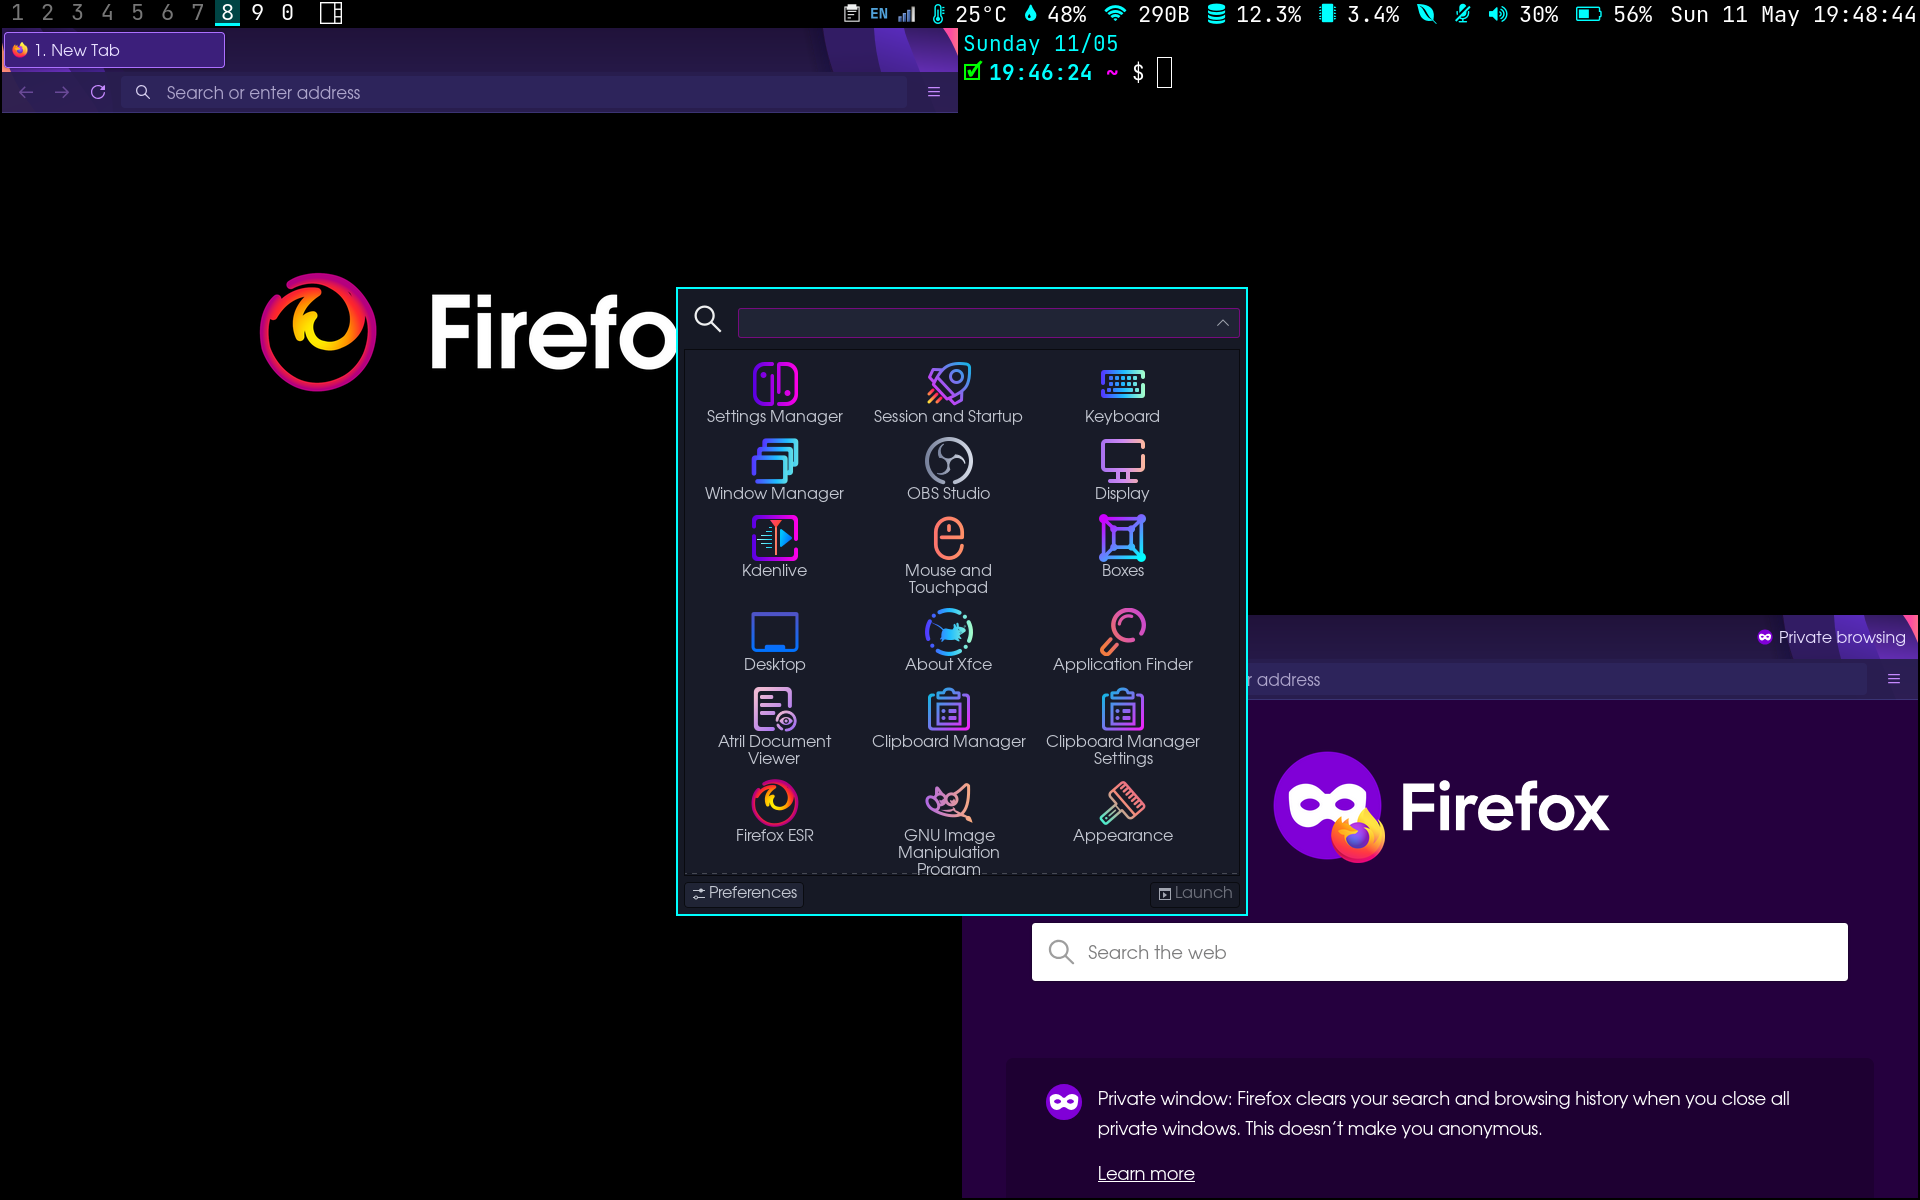 1 2 3 4 5 6 7 8 9 0
EN 25°C 48% 290B 12.3% 3.4% 30% 56% Sun 11 May 19:48:44
1. New Tab
Search or enter address
Sunday 11/05
19:46:24 ~ $
Firefo
Settings Manager
Session and Startup
Keyboard
Window Manager
OBS Studio
Display
Kdenlive
Mouse and
Touchpad
Boxes
Desktop
About Xfce
Application Finder
Atril Document
Viewer
Clipboard Manager
Clipboard Manager
Settings
Firefox ESR
GNU Image
Manipulation
Program
Appearance
Preferences
Launch
Private browsing
r address
Firefox
Search the web
Private window: Firefox clears your search and browsing history when you close all
private windows. This doesn’t make you anonymous.
Learn more